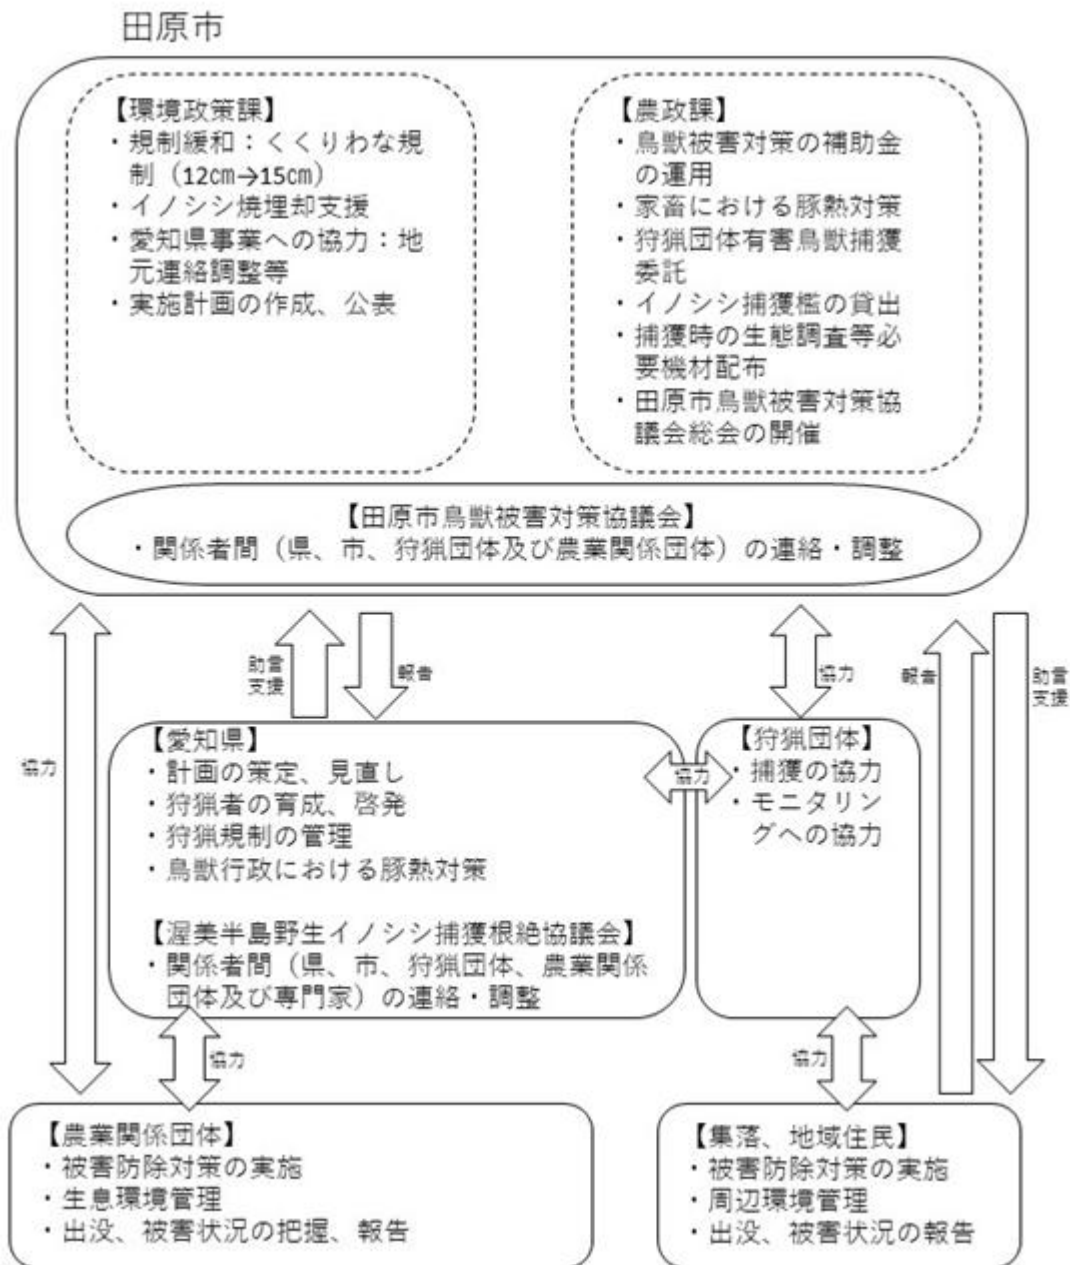 田原市
【環境政策課】
・規制緩和：くくりわな規
制（12㎝→15㎝）
・イノシシ焼埋却支援
・愛知県事業への協力：地
元連絡調整等
・実施計画の作成、公表
【農政課】
・鳥獣被害対策の補助金
の運用
・家畜における豚熱対策
・狩猟団体有害鳥獣捕獲
委託
・イノシシ捕獲檻の貸出
・捕獲時の生態調査等必
要機材配布
・田原市鳥獣被害対策協
議会総会の開催
【田原市鳥獣被害対策協議会】
・関係者間（県、市、狩猟団体及び農業関係団体）の連絡・調整
協力
助言
支援
報告
協力
報告
助言
支援
【愛知県】
・計画の策定、見直し
・狩猟者の育成、啓発
・狩猟規制の管理
・鳥獣行政における豚熱対策
【渥美半島野生イノシシ捕獲根絶協議会】
・関係者間（県、市、狩猟団体、農業関係
団体及び専門家）の連絡・調整
協力
【狩猟団体】
・捕獲の協力
・モニタリン
グへの協力
協力
協力
【農業関係団体】
・被害防除対策の実施
・生息環境管理
・出没、被害状況の把握、報告
【集落、地域住民】
・被害防除対策の実施
・周辺環境管理
・出没、被害状況の報告